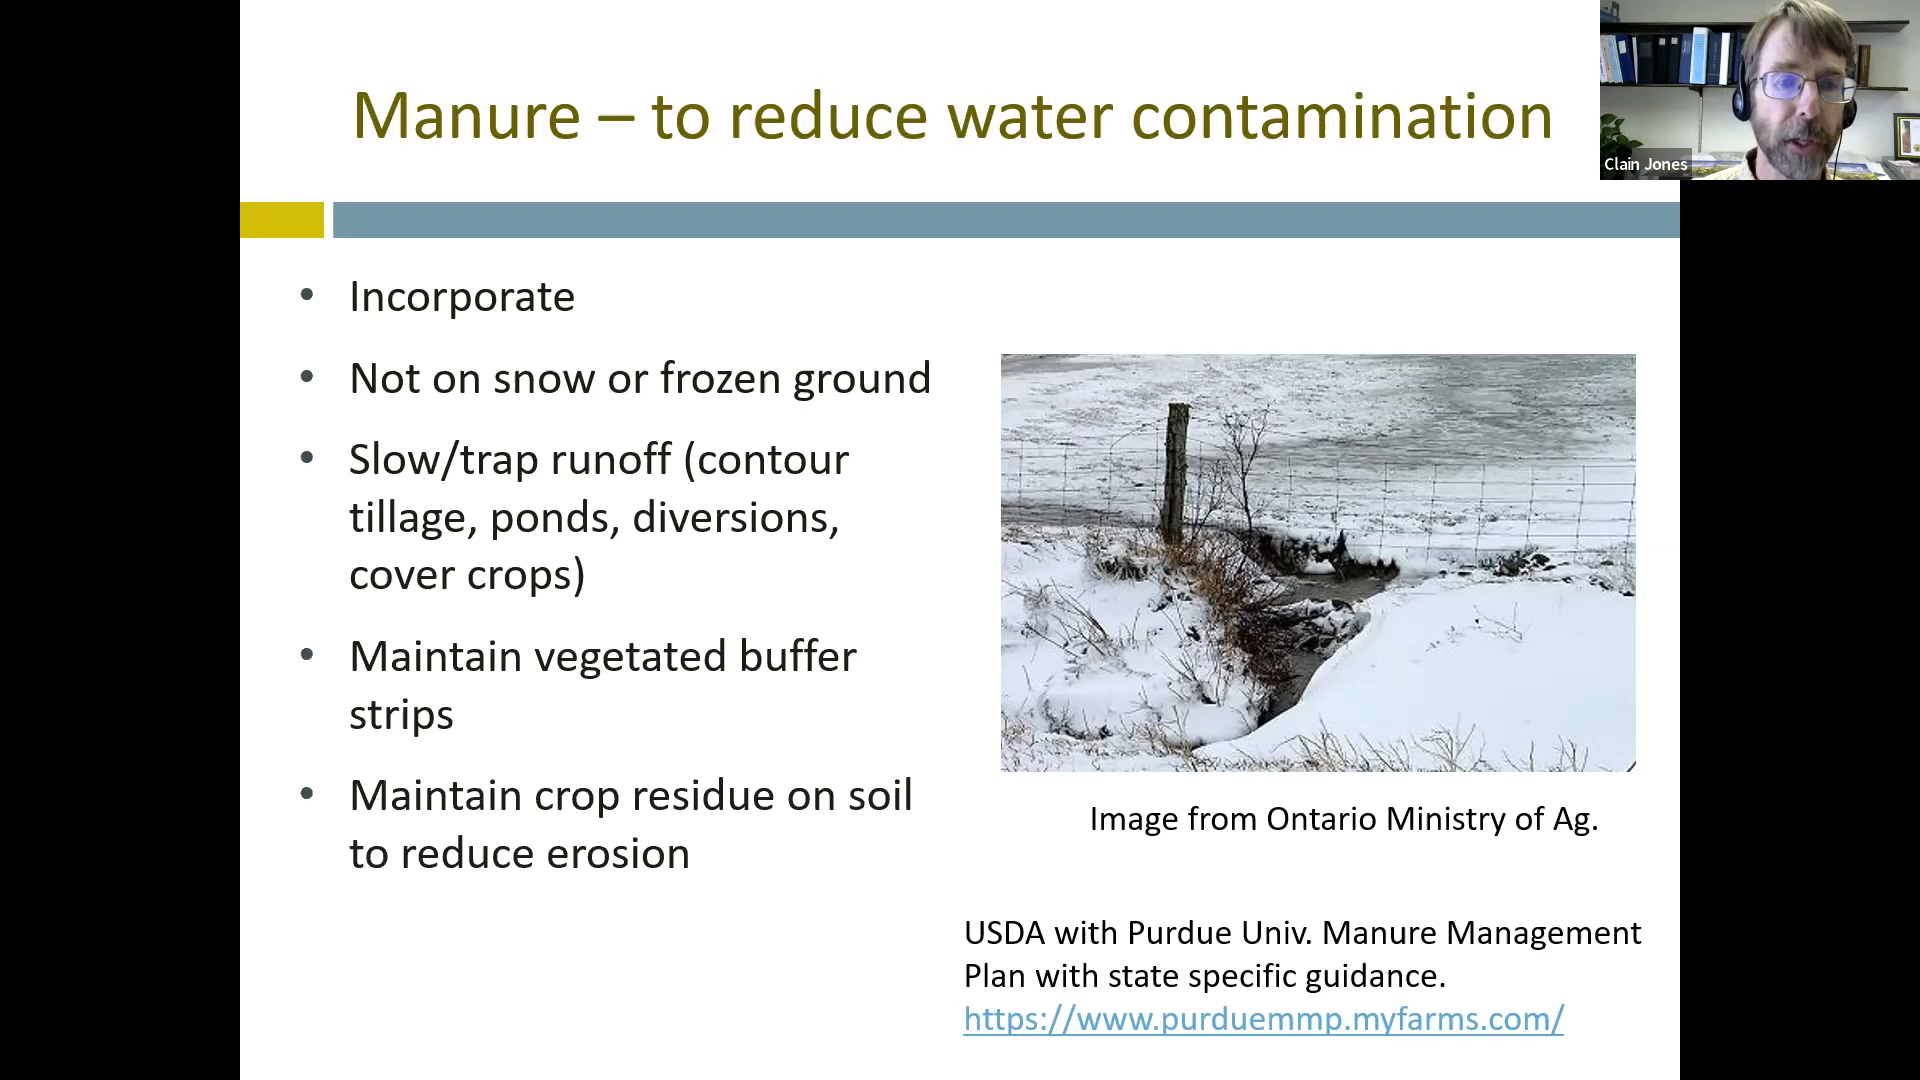 Manure – to reduce water contamination
Clain Jones
• Incorporate
• Not on snow or frozen ground
• Slow/trap runoff (contour
tillage, ponds, diversions,
cover crops)
• Maintain vegetated buffer
strips
• Maintain crop residue on soil
to reduce erosion
Image from Ontario Ministry of Ag.
USDA with Purdue Univ. Manure Management
Plan with state specific guidance.
https://www.purduemmp.myfarms.com/